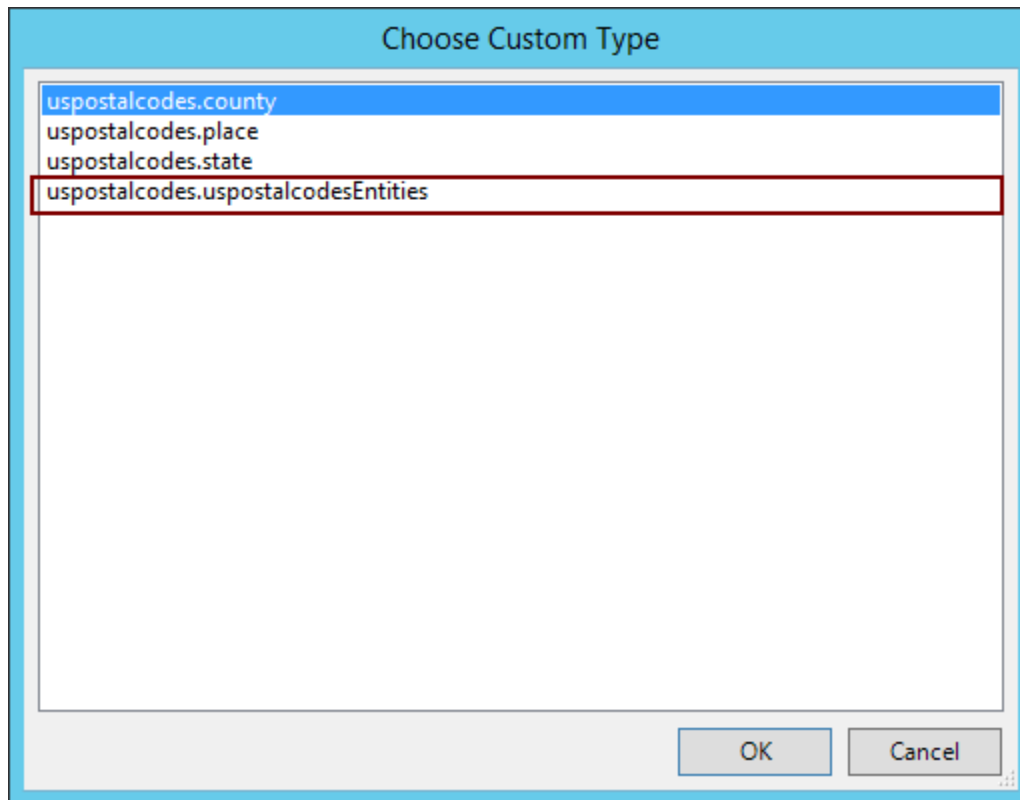 Choose Custom Type
uspostalcodes.county
uspostalcodes.place
uspostalcodes.state
uspostalcodes.uspostalcodesEntities
OK
Cancel